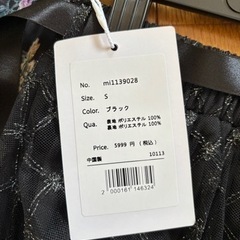 No. mi1139028
Size. S
Color. ブラック
Qua. 表地 ポリエステル 100%
裏地 ポリエステル 100%
Price. 5999 円 (税込)
中国製 10113
2 000161 146324